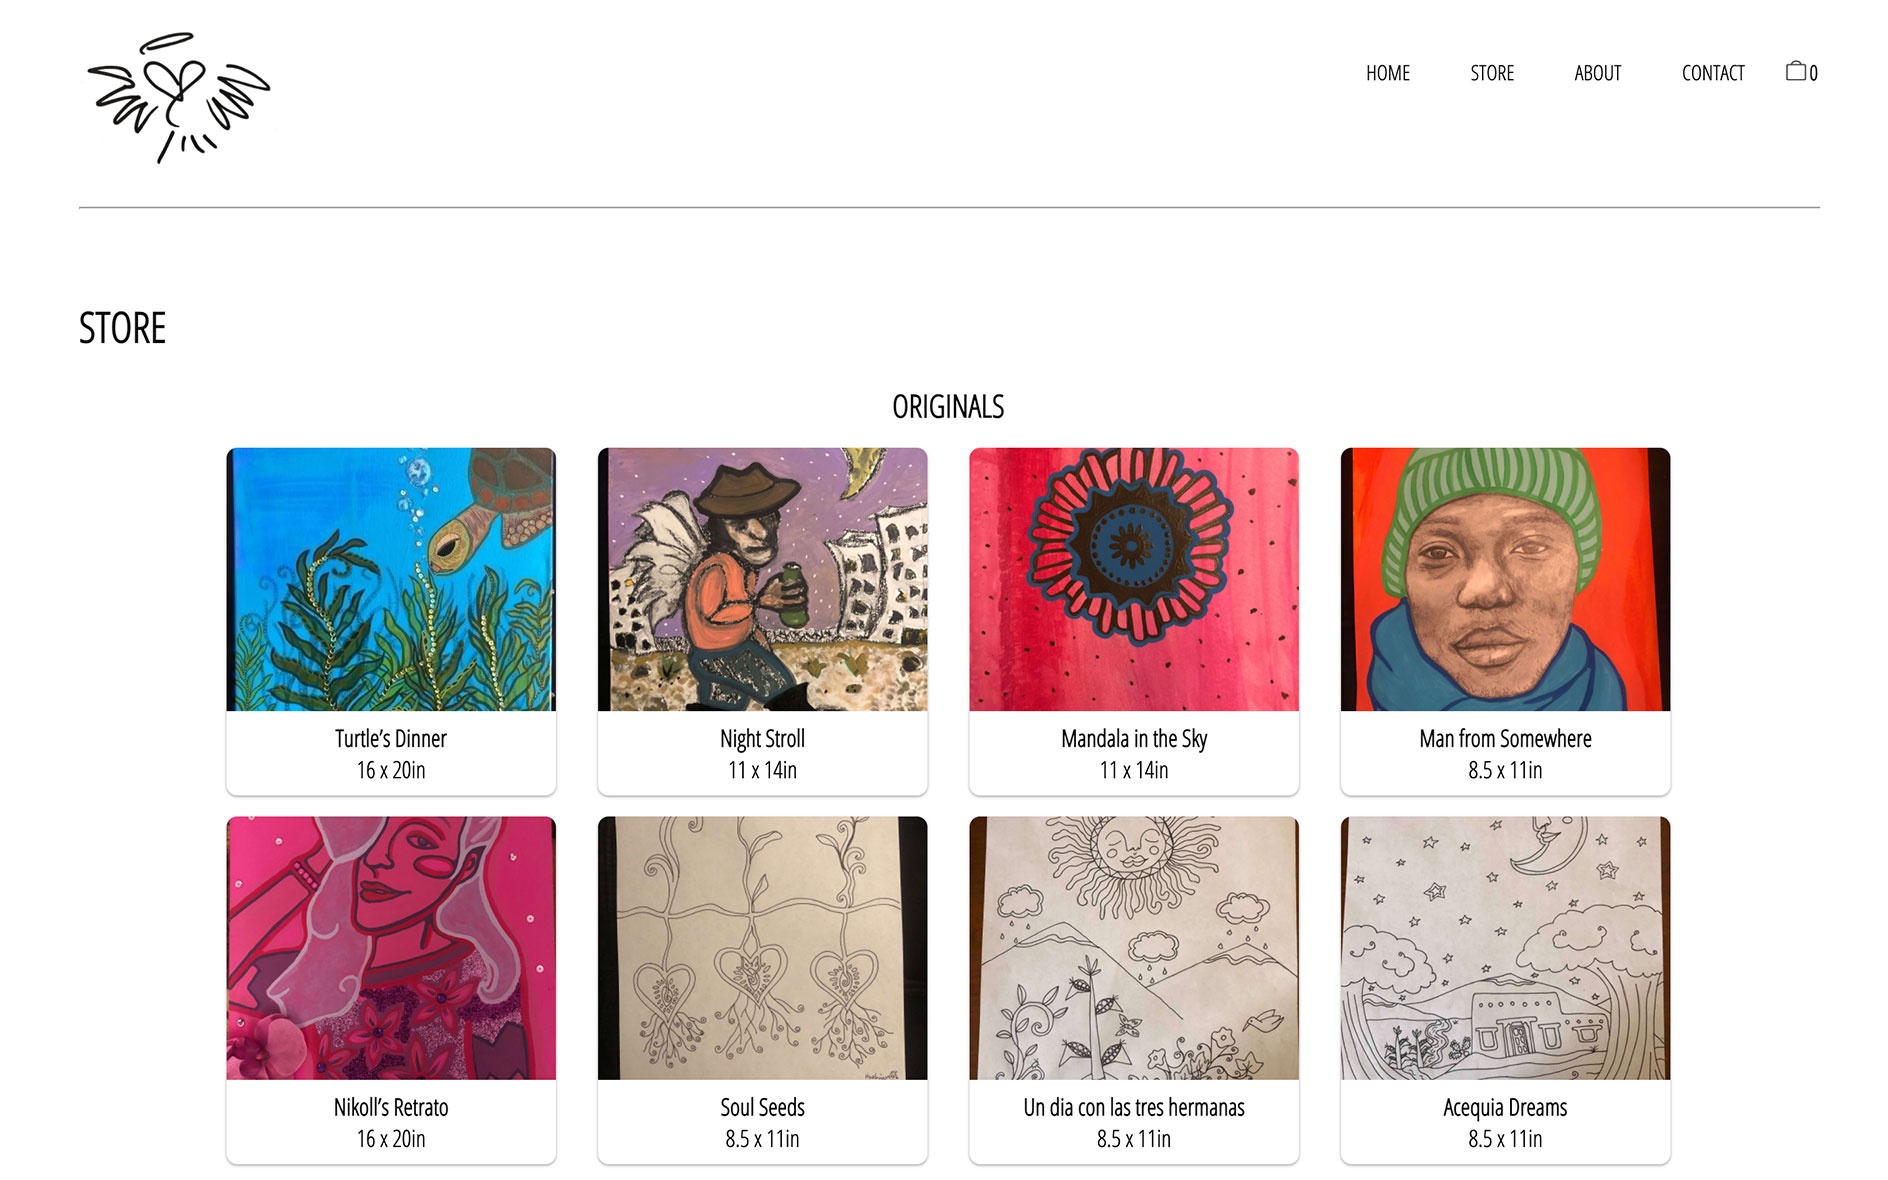 HOME STORE ABOUT CONTACT 0
STORE
ORIGINALS
Turtle’s Dinner
16 x 20in
Night Stroll
11 x 14in
Mandala in the Sky
11 x 14in
Man from Somewhere
8.5 x 11in
Nikoll’s Retrato
16 x 20in
Soul Seeds
8.5 x 11in
Un dia con las tres hermanas
8.5 x 11in
Acequia Dreams
8.5 x 11in